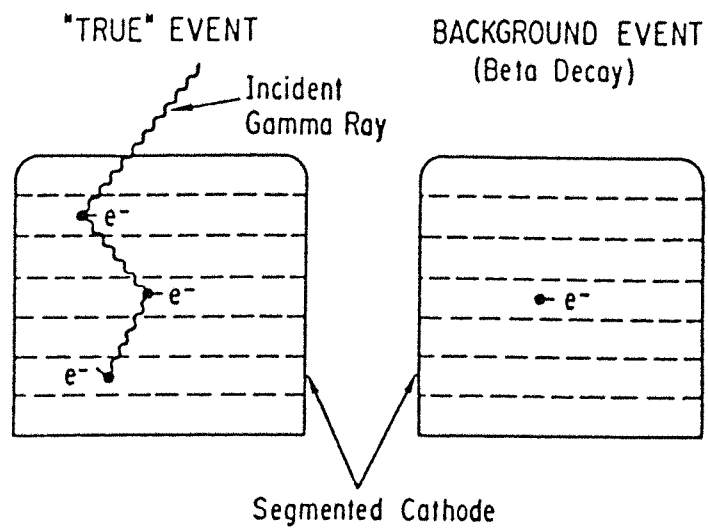 "TRUE" EVENT
BACKGROUND EVENT
(Beta Decay)
Incident
Gamma Ray
e-
e-
e-
e-
Segmented Cathode